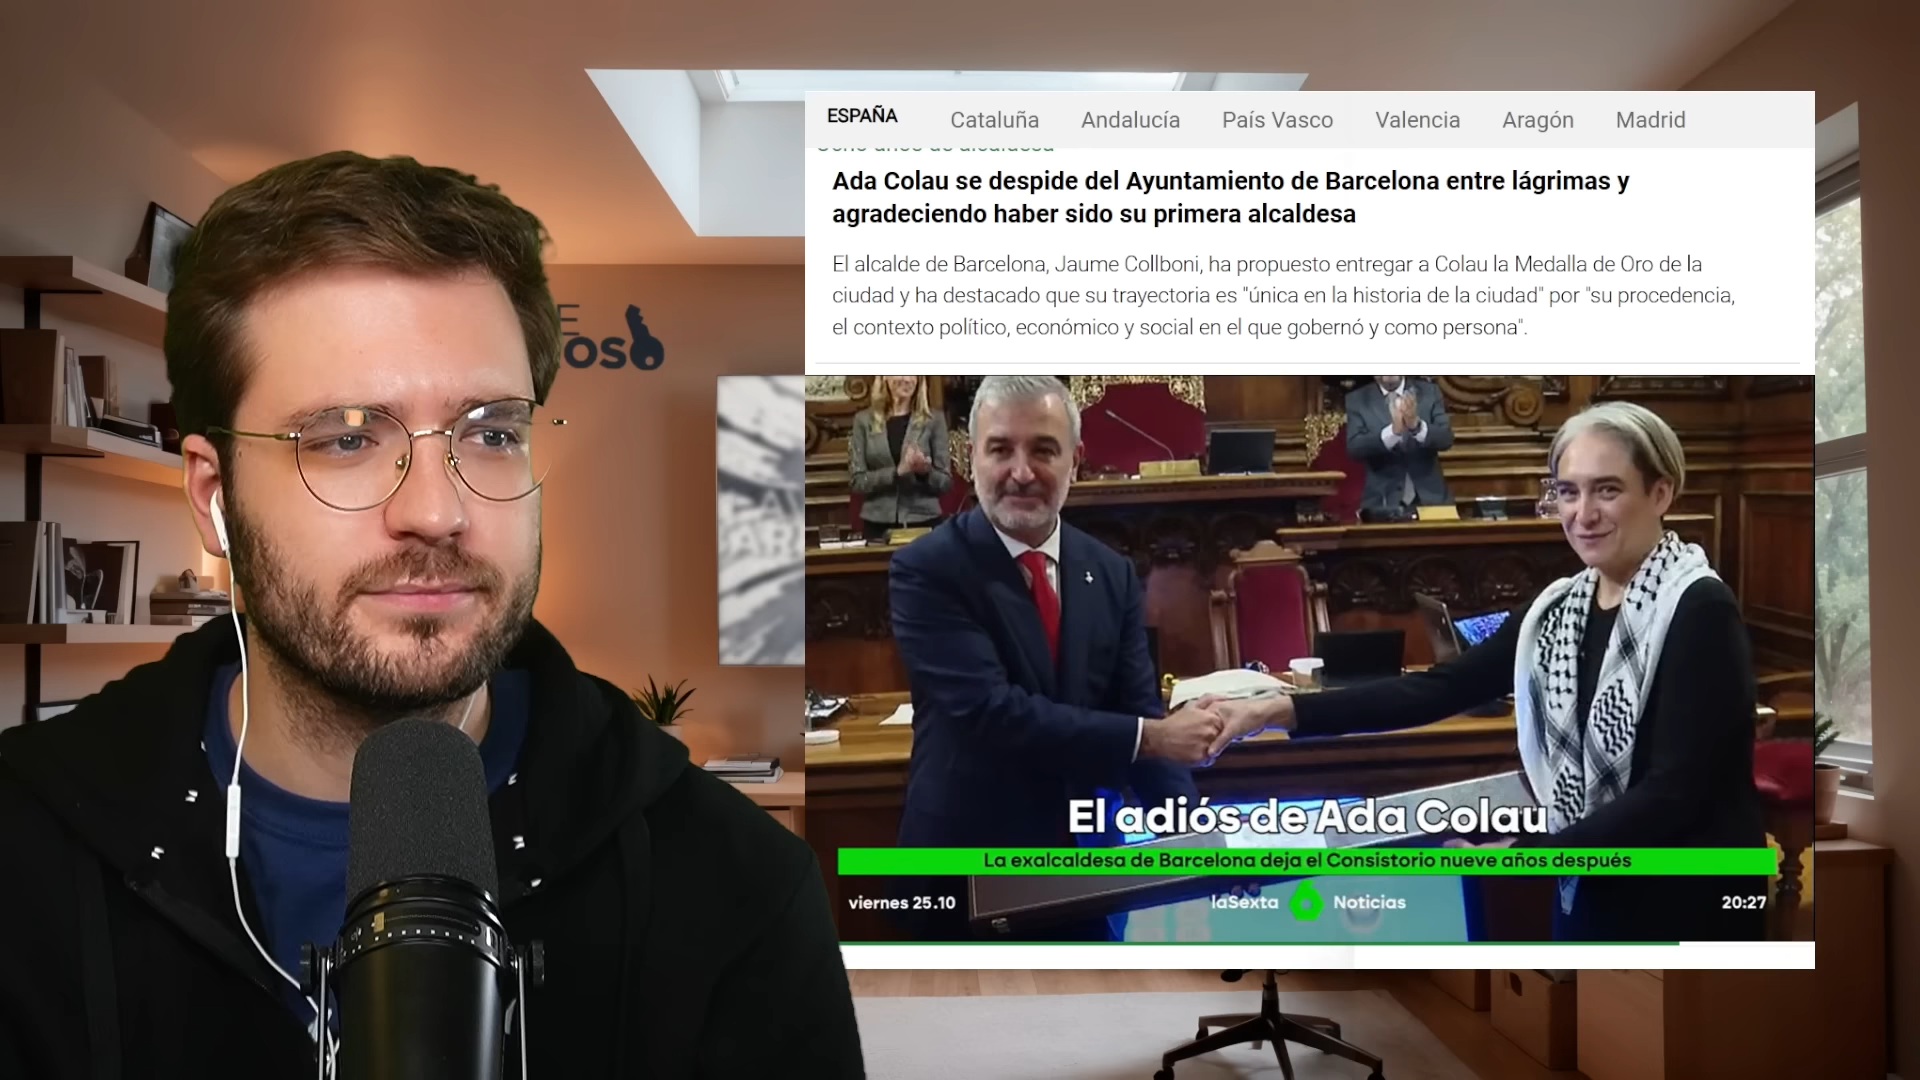 ESPAÑA Cataluña Andalucía País Vasco Valencia Aragón Madrid
Ada Colau se despide del Ayuntamiento de Barcelona entre lágrimas y
agradeciendo haber sido su primera alcaldesa
El alcalde de Barcelona, Jaume Collboni, ha propuesto entregar a Colau la Medalla de Oro de la
ciudad y ha destacado que su trayectoria es "única en la historia de la ciudad" por "su procedencia,
el contexto político, económico y social en el que gobernó y como persona".
El adiós de Ada Colau
La exalcaldesa de Barcelona deja el Consistorio nueve años después
viernes 25.10 laSexta Noticias 20:27